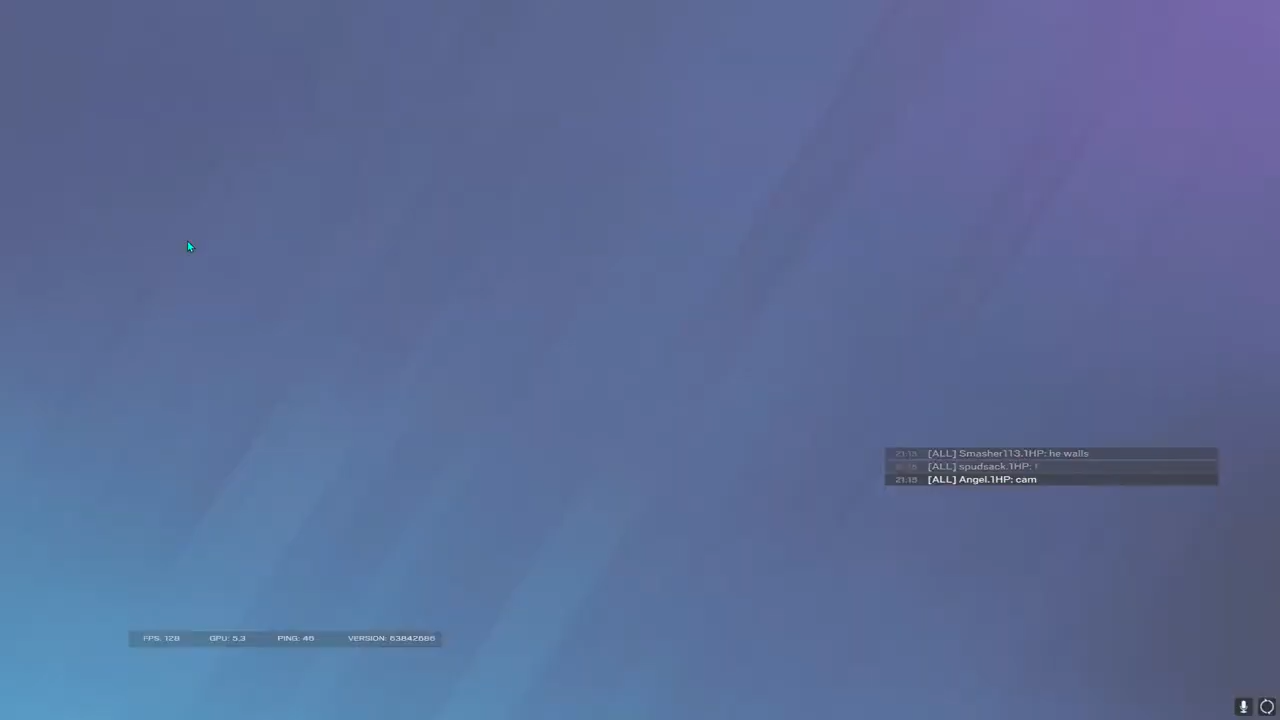 21:15 [ALL] Smasher113.1HP: he walls
[ALL] spudsack.1HP: !
21:15 [ALL] Angel.1HP: cam
FPS: 128 GPU: 5.3 PING: 46 VERSION: 63842686